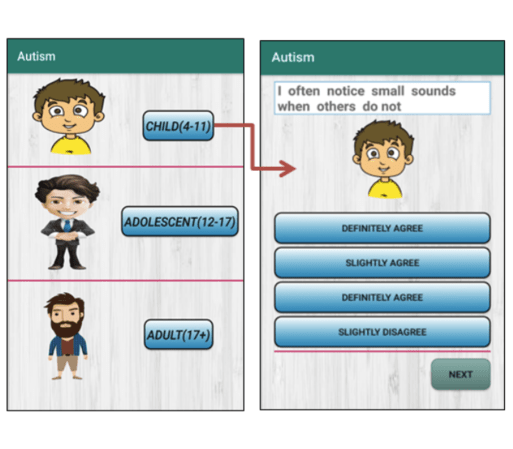 Autism
CHILD(4-11)
ADOLESCENT(12-17)
ADULT(17+)
Autism
I often notice small sounds
when others do not
DEFINITELY AGREE
SLIGHTLY AGREE
DEFINITELY AGREE
SLIGHTLY DISAGREE
NEXT